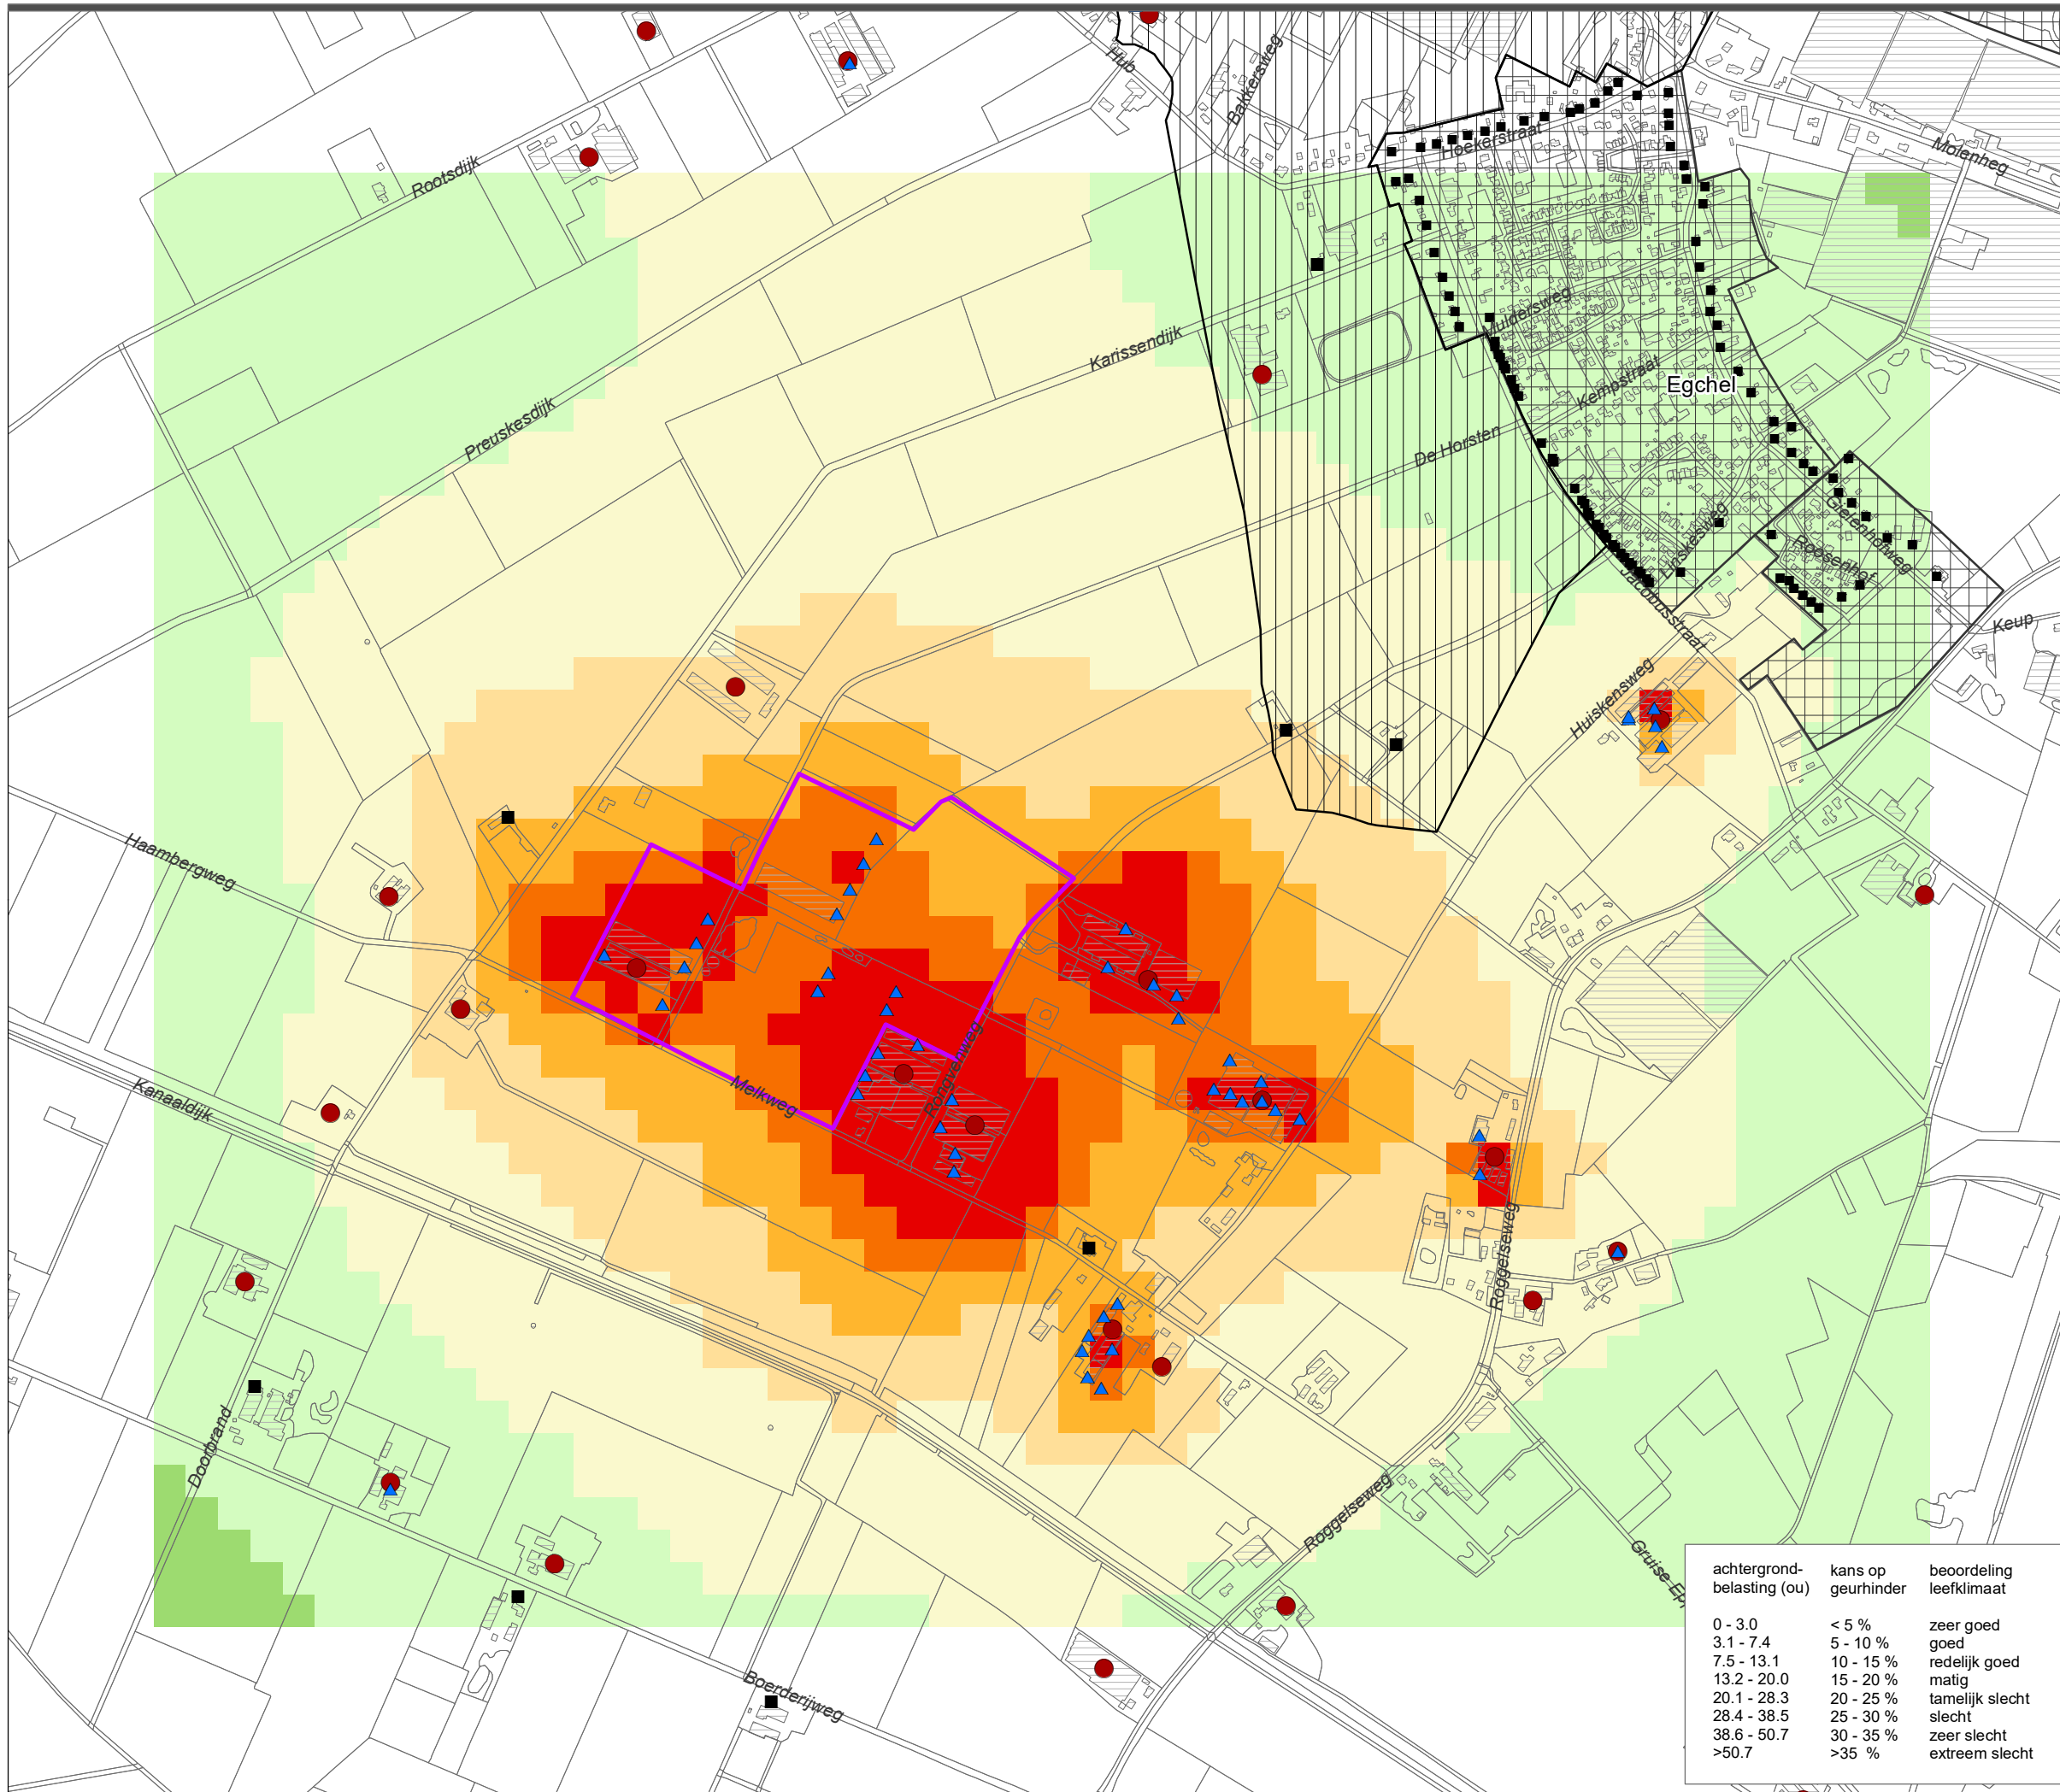 Hub
Bakkersweg
Molenheg
Hoekerstraat
Rootsdijk
Muldersweg
Karissendijk
Kempstraat
Egchel
Preuskesdijk
De Horsten
Gielenhofweg
Roosenhof
Jacobusstraat
Keup
Huiskensweg
Haambergweg
Kanaaldijk
Melkweg
Rongvenweg
Roggelseweg
Doorbrand
Roggelseweg
Boerderijweg
achtergrond- kans op beoordeling
belasting (ou) geurhinder leefklimaat
0 - 3.0 < 5 % zeer goed
3.1 - 7.4 5 - 10 % goed
7.5 - 13.1 10 - 15 % redelijk goed
13.2 - 20.0 15 - 20 % matig
20.1 - 28.3 20 - 25 % tamelijk slecht
28.4 - 38.5 25 - 30 % slecht
38.6 - 50.7 30 - 35 % zeer slecht
>50.7 >35 % extreem slecht